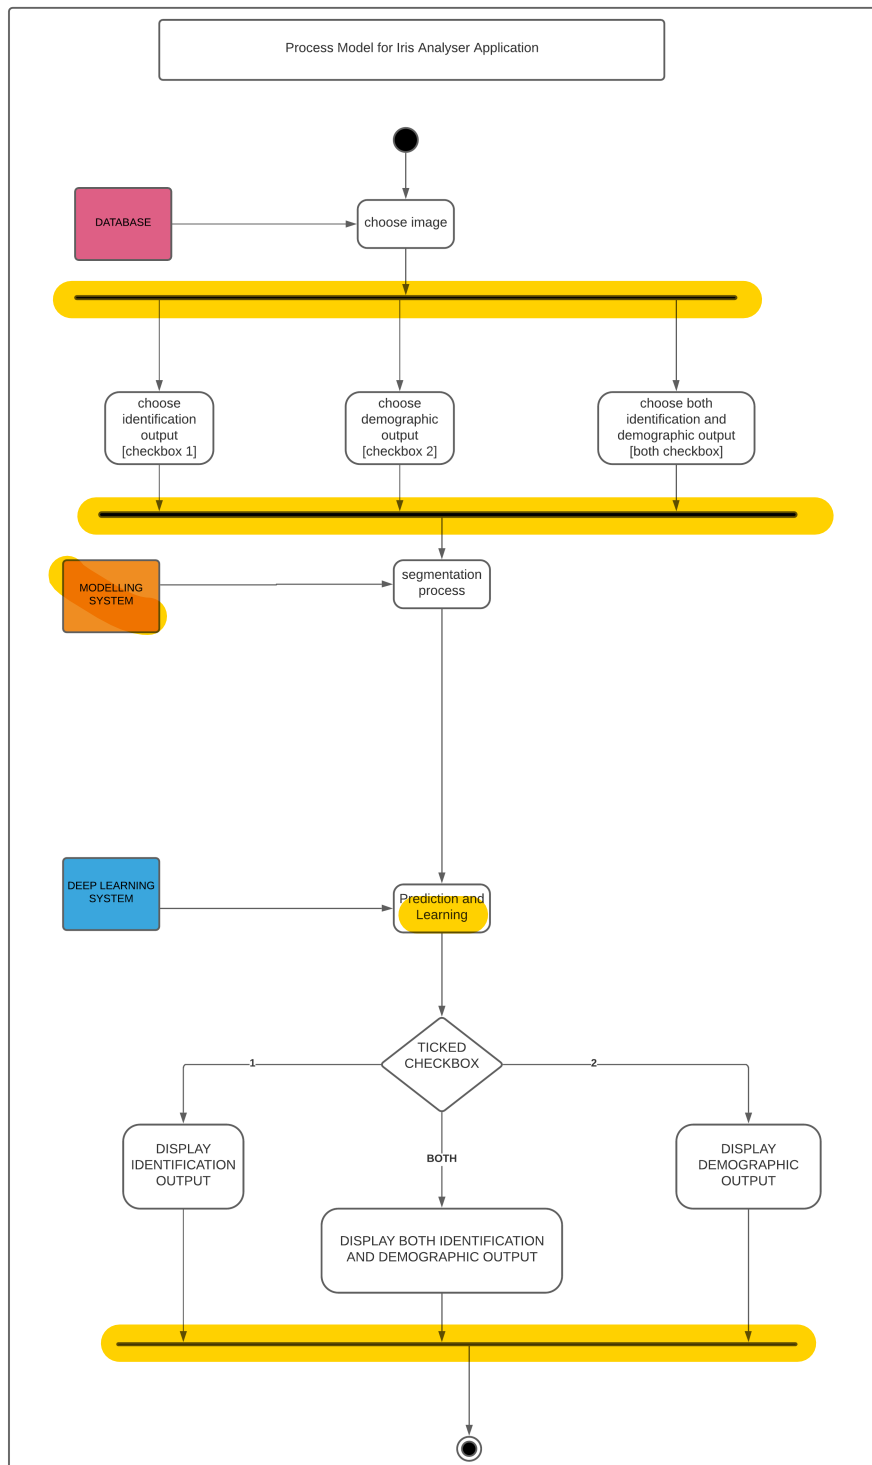 Process Model for Iris Analyser Application
DATABASE
choose image
choose
identification
output
[checkbox 1]
choose
demographic
output
[checkbox 2]
choose both
identification and
demographic output
[both checkbox]
MODELLING
SYSTEM
segmentation
process
DEEP LEARNING
SYSTEM
Prediction and
Learning
TICKED
CHECKBOX
1
2
BOTH
DISPLAY
IDENTIFICATION
OUTPUT
DISPLAY
DEMOGRAPHIC
OUTPUT
DISPLAY BOTH IDENTIFICATION
AND DEMOGRAPHIC OUTPUT